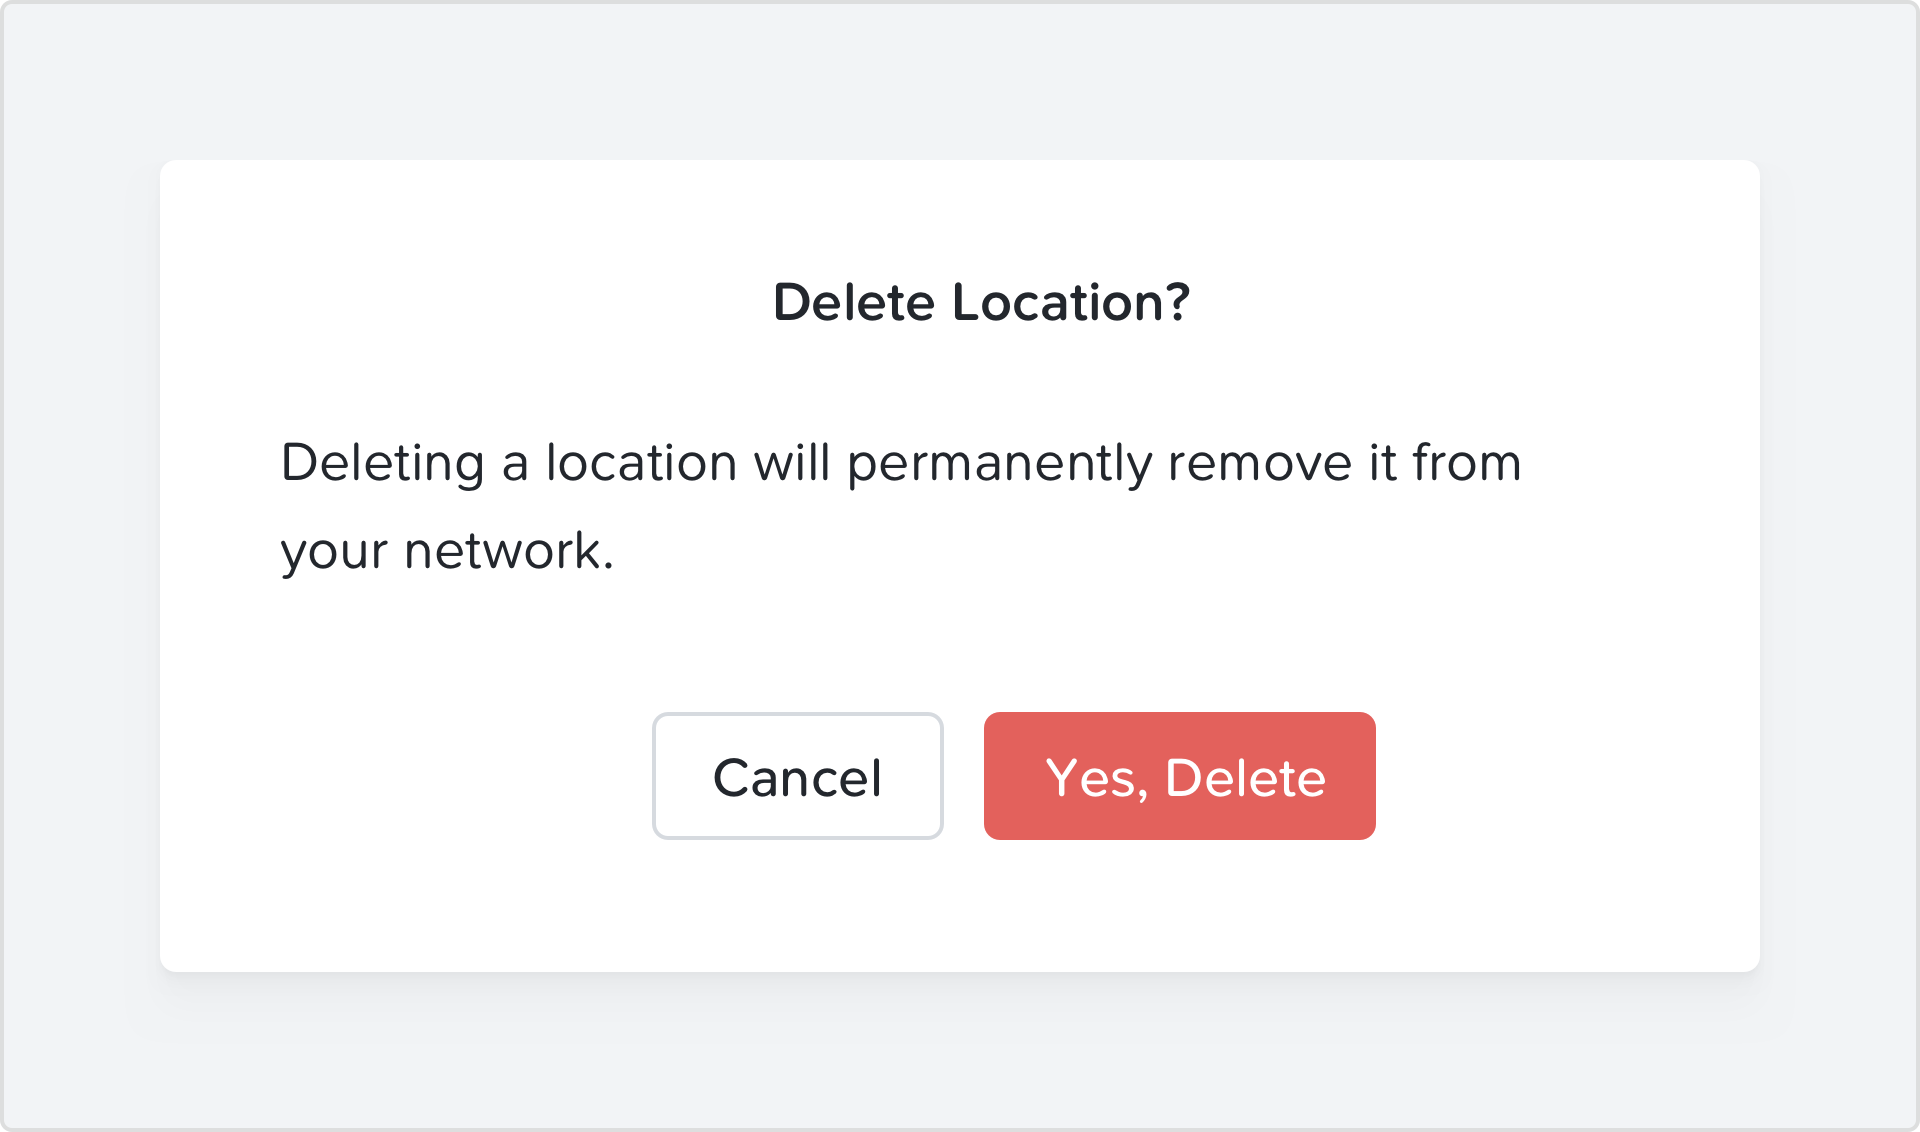 Delete Location?
Deleting a location will permanently remove it from
your network.
Cancel
Yes, Delete